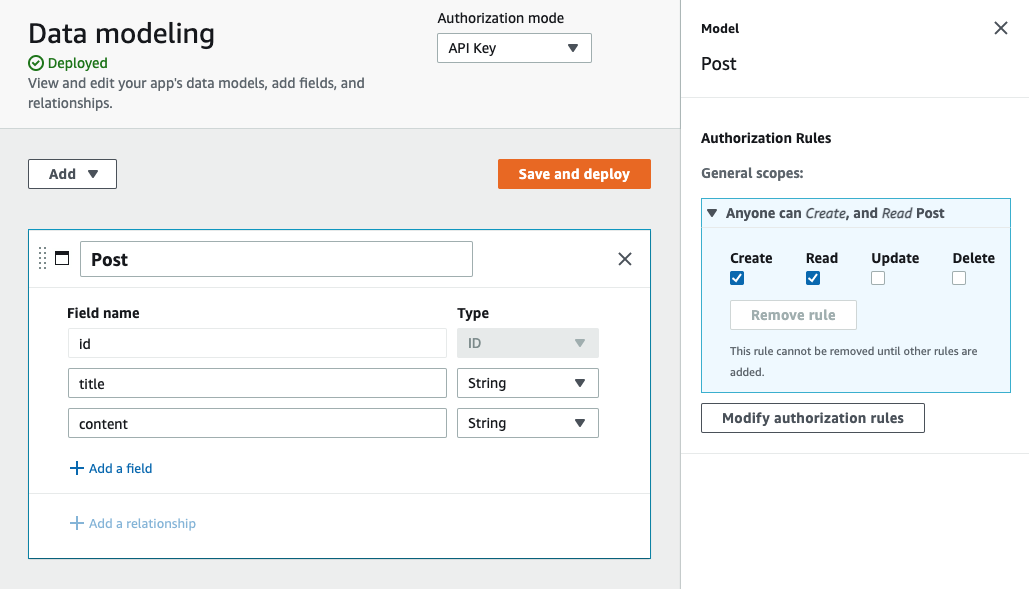 Data modeling
Deployed
View and edit your app's data models, add fields, and
relationships.
Authorization mode
API Key
Add
Save and deploy
Post
Field name
Type
id
ID
title
String
content
String
Add a field
Add a relationship
Model
Post
Authorization Rules
General scopes:
Anyone can Create, and Read Post
Create Read Update Delete
Remove rule
This rule cannot be removed until other rules are
added.
Modify authorization rules